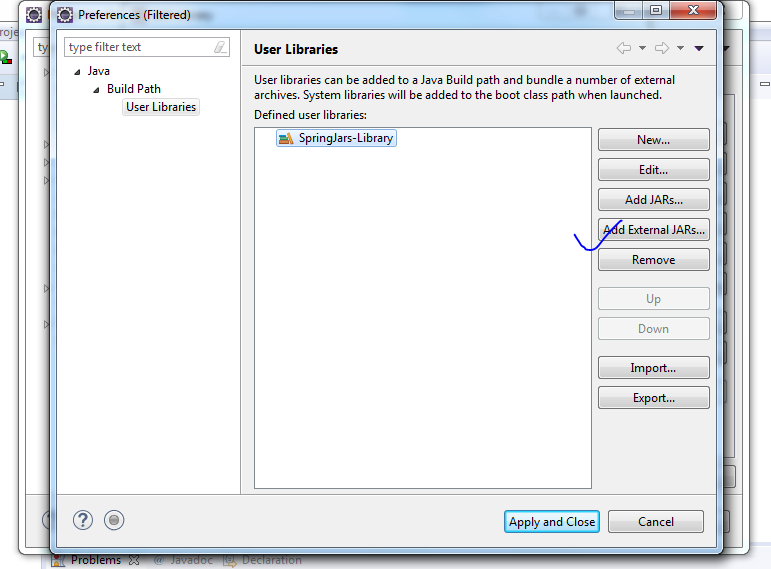 Preferences (Filtered)
type filter text
Java
Build Path
User Libraries
User Libraries
User libraries can be added to a Java Build path and bundle a number of external
archives. System libraries will be added to the boot class path when launched.
Defined user libraries:
SpringJars-Library
New...
Edit...
Add JARs...
Add External JARs...
Remove
Up
Down
Import...
Export...
?
Apply and Close
Cancel
Problems
@ Javadoc
Declaration